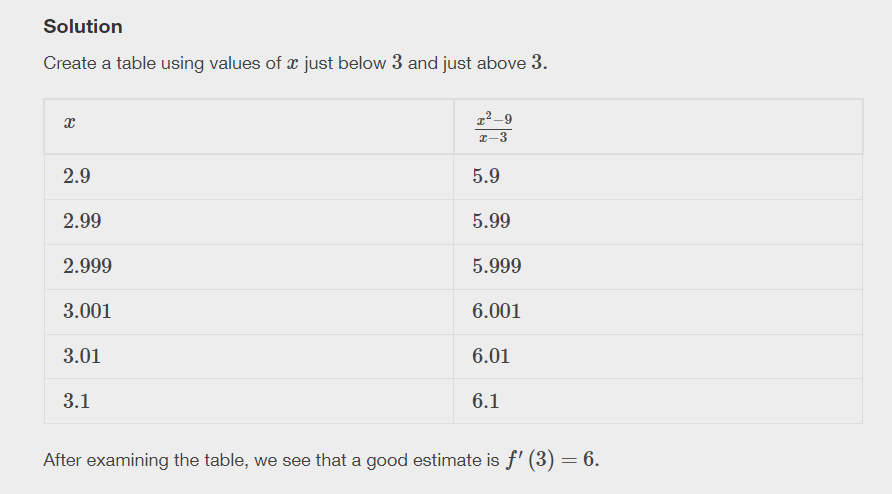 Solution
Create a table using values of x just below 3 and just above 3.
x	x²−9 / x−3
2.9	5.9
2.99	5.99
2.999	5.999
3.001	6.001
3.01	6.01
3.1	6.1
After examining the table, we see that a good estimate is f′ (3) = 6.